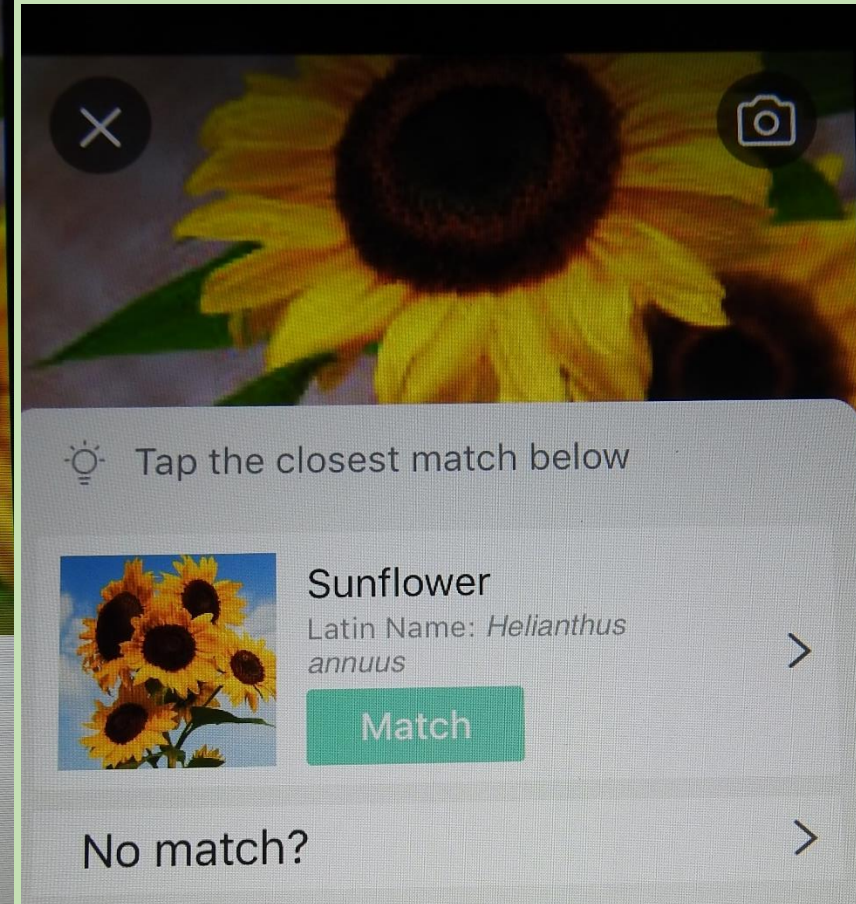 Tap the closest match below
Sunflower
Latin Name: Helianthus
annuus
Match
No match?